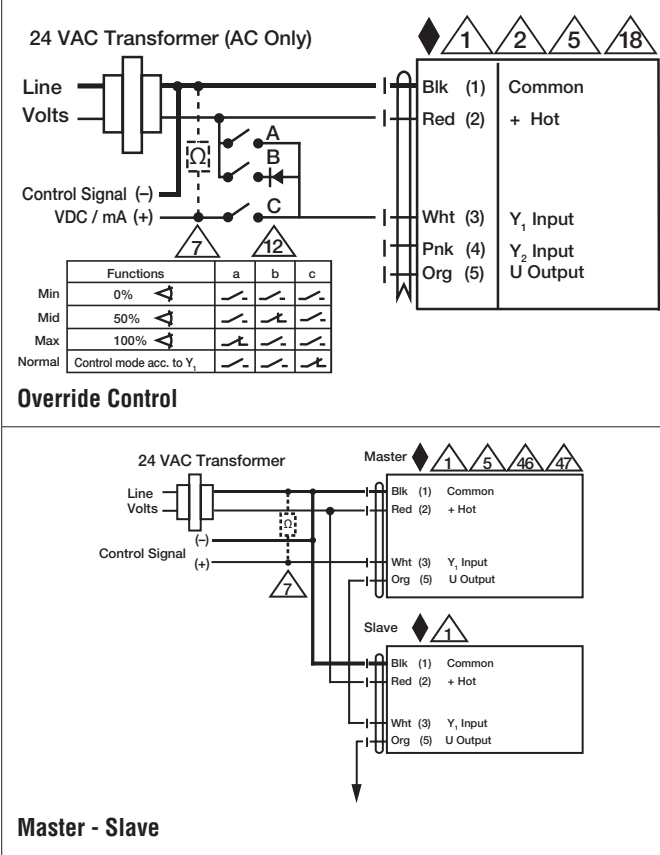 24 VAC Transformer (AC Only)
1 2 5 18
Line
Volts
Blk (1) Common
Red (2) + Hot
A
B
Ω
Control Signal (–)
VDC / mA (+)
C
Wht (3) Y1 Input
Pnk (4) Y2 Input
Org (5) U Output
7 12
Functions a b c
Min 0%
Mid 50%
Max 100%
Normal Control mode acc. to Y1
Override Control
24 VAC Transformer
Master 1 5 46 47
Line
Volts
Blk (1) Common
Red (2) + Hot
Ω
Control Signal (–)
(+)
Wht (3) Y1 Input
Org (5) U Output
7
Slave 1
Blk (1) Common
Red (2) + Hot
Wht (3) Y1 Input
Org (5) U Output
Master - Slave